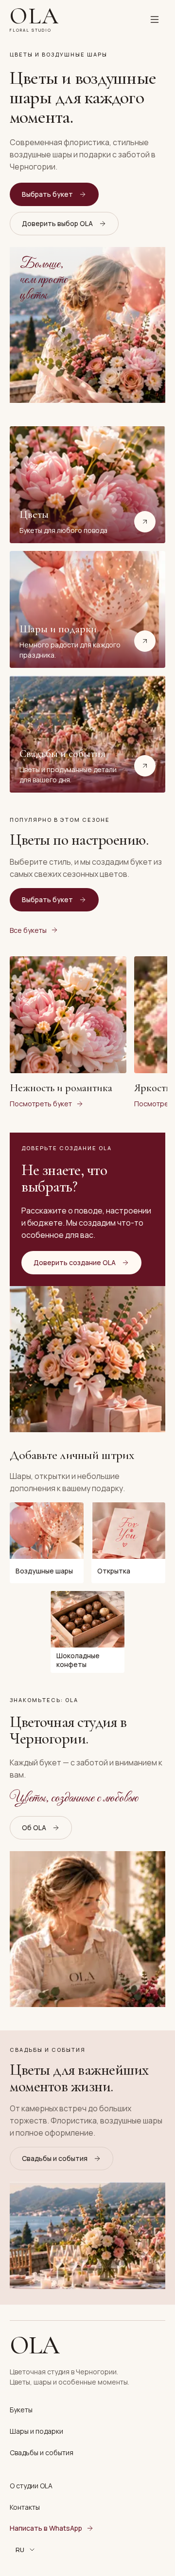 OLA
FLORAL STUDIO
ЦВЕТЫ И ВОЗДУШНЫЕ ШАРЫ
Цветы и воздушные
шары для каждого
момента.
Современная флористика, стильные
воздушные шары и подарки с заботой в
Черногории.
Выбрать букет →
Доверить выбор OLA →
Больше,
чем просто
цветы
Цветы
Букеты для любого повода
Шары и подарки
Немного радости для каждого
праздника.
Свадьбы и события
Цветы и продуманные детали
для вашего дня.
ПОПУЛЯРНО В ЭТОМ СЕЗОНЕ
Цветы по настроению.
Выберите стиль, и мы создадим букет из
самых свежих сезонных цветов.
Выбрать букет →
Все букеты →
Нежность и романтика
Яркость
Посмотреть букет →
Посмотре
ДОВЕРЬТЕ СОЗДАНИЕ OLA
Не знаете, что
выбрать?
Расскажите о поводе, настроении
и бюджете. Мы создадим что-то
особенное для вас.
Доверить создание OLA →
Добавьте личный штрих
Шары, открытки и небольшие
дополнения к вашему подарку.
For
You
Воздушные шары
Открытка
Шоколадные
конфеты
ЗНАКОМЬТЕСЬ: OLA
Цветочная студия в
Черногории.
Каждый букет — с заботой и вниманием к
вам.
Цветы, созданные с любовью
Об OLA →
OLA
СВАДЬБЫ И СОБЫТИЯ
Цветы для важнейших
моментов жизни.
От камерных встреч до больших
торжеств. Флористика, воздушные шары
и полное оформление.
Свадьбы и события →
OLA
Цветочная студия в Черногории.
Цветы, шары и особенные моменты.
Букеты
Шары и подарки
Свадьбы и события
О студии OLA
Контакты
Написать в WhatsApp →
RU